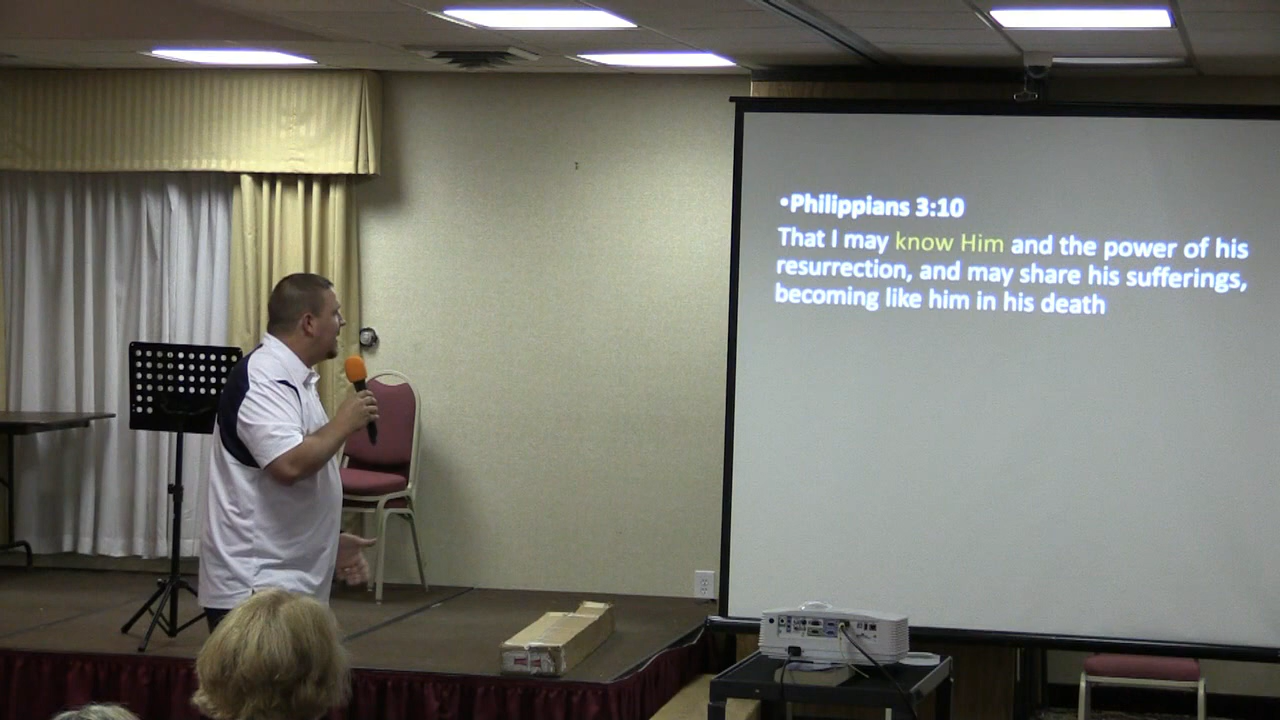 •Philippians 3:10
That I may know Him and the power of his
resurrection, and may share his sufferings,
becoming like him in his death